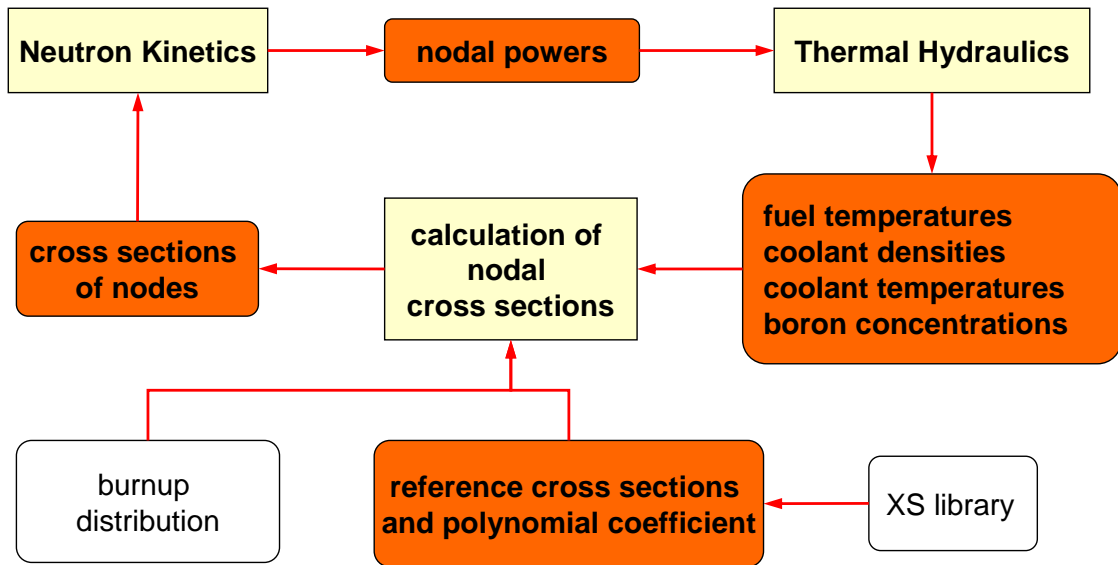 Neutron Kinetics
nodal powers
Thermal Hydraulics
cross sections
of nodes
calculation of
nodal
cross sections
fuel temperatures
coolant densities
coolant temperatures
boron concentrations
burnup
distribution
reference cross sections
and polynomial coefficient
XS library